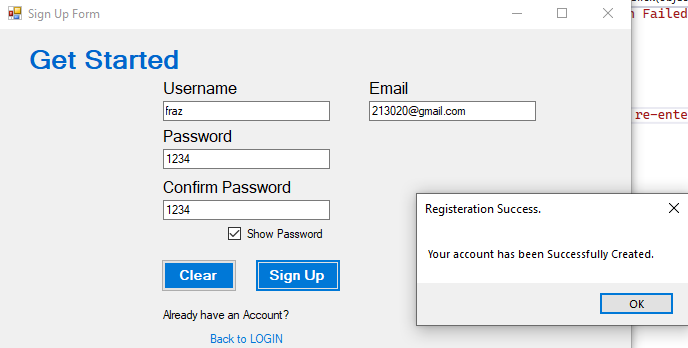 Sign Up Form
Failed
Get Started
Username Email
fraz 213020@gmail.com
re-ente
Password
1234
Confirm Password
1234
Registeration Success.
Show Password
Your account has been Successfully Created.
Clear Sign Up
OK
Already have an Account?
Back to LOGIN